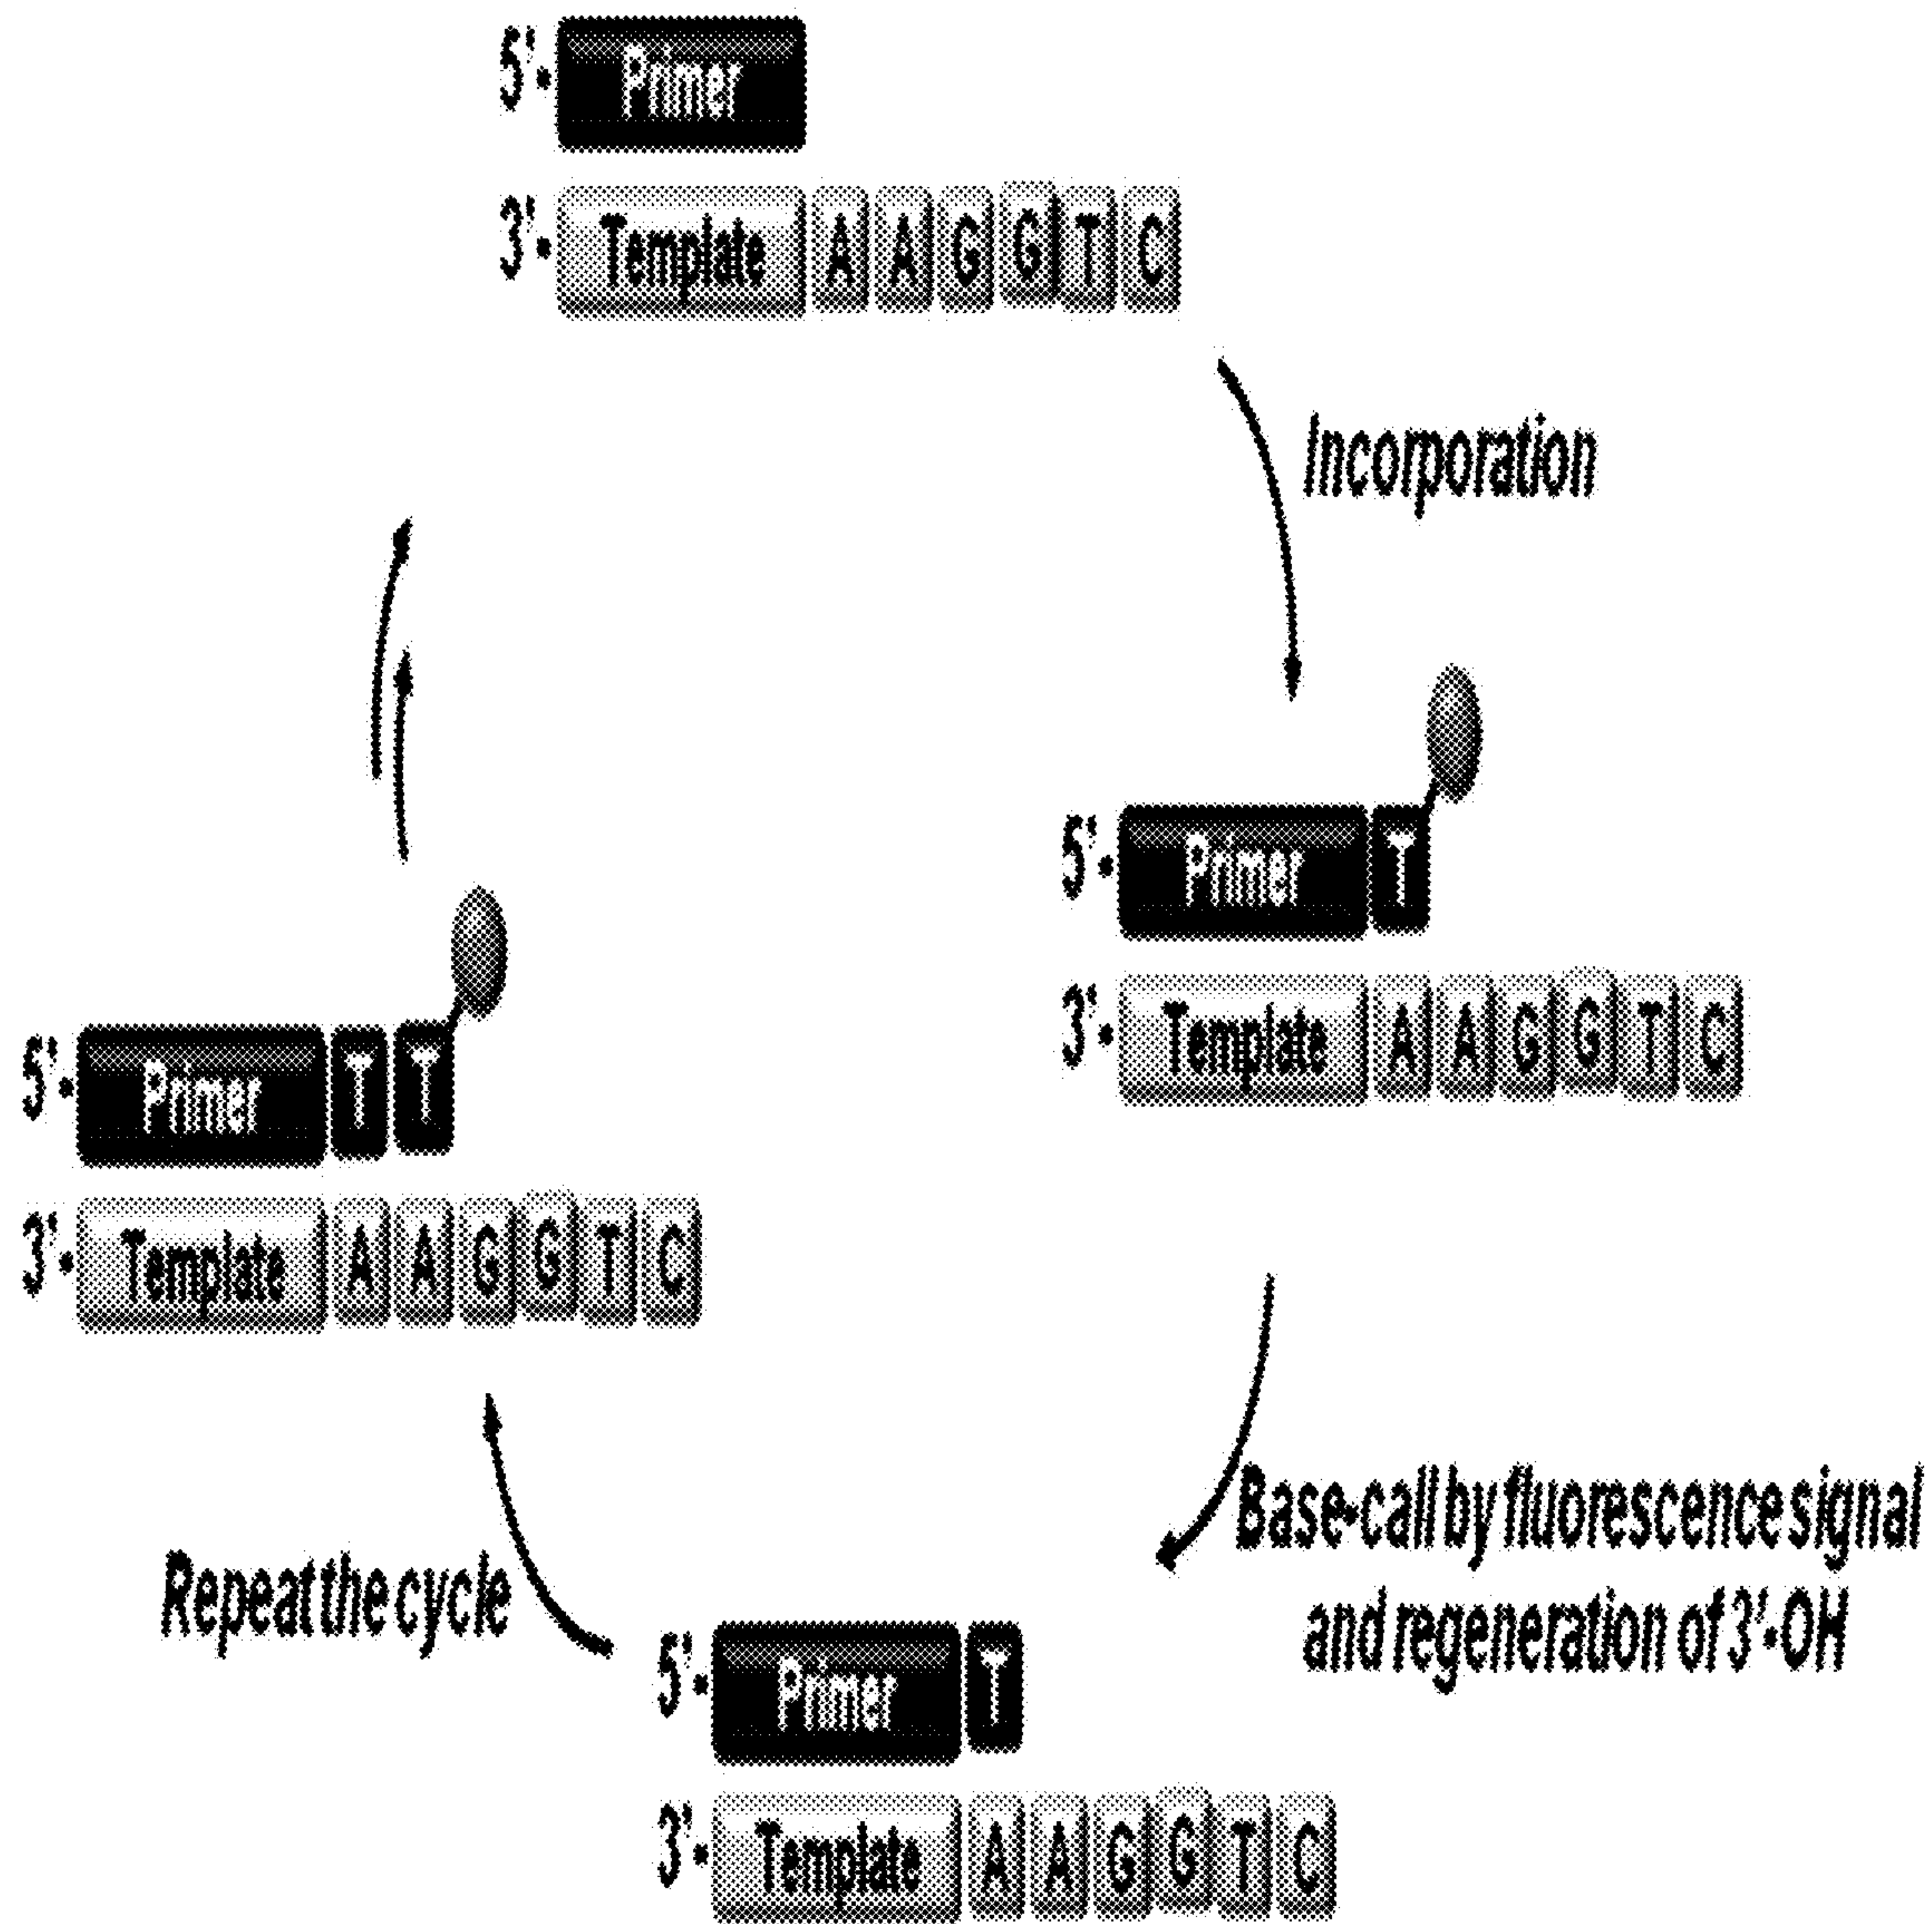 5'- Primer
3'- Template A A G G T C
Incorporation
5'- Primer T
3'- Template A A G G T C
5'- Primer T T
3'- Template A A G G T C
Base-call by fluorescence signal
and regeneration of 3'-OH
Repeat the cycle
5'- Primer T
3'- Template A A G G T C